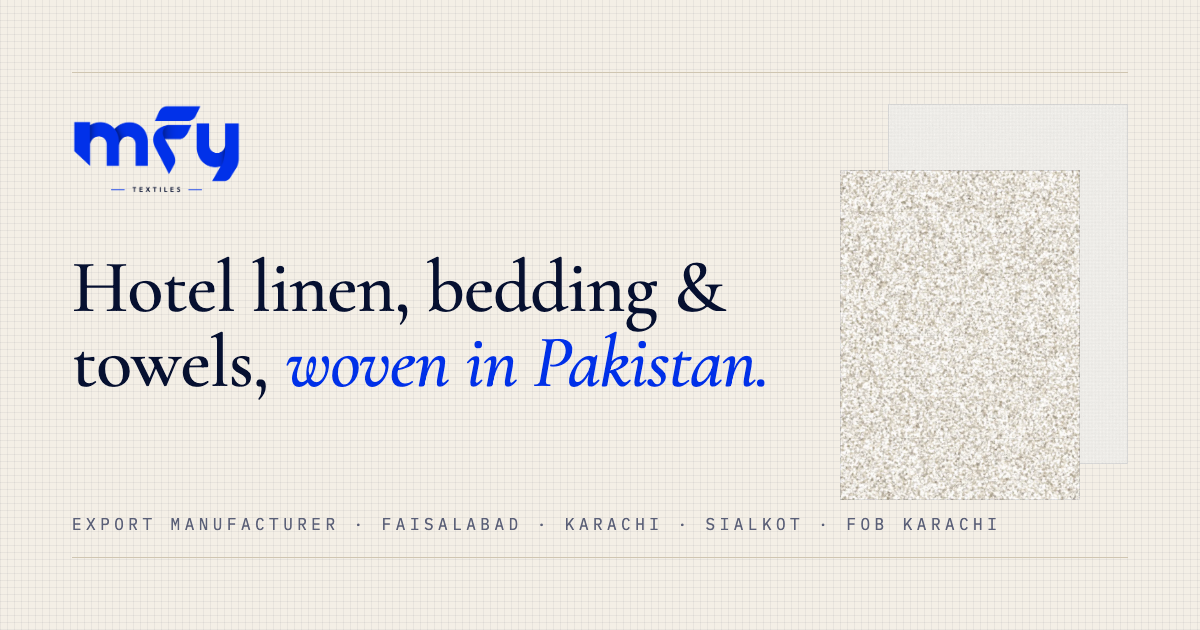 mfy
TEXTILES
Hotel linen, bedding &
towels, woven in Pakistan.
EXPORT MANUFACTURER · FAISALABAD · KARACHI · SIALKOT · FOB KARACHI